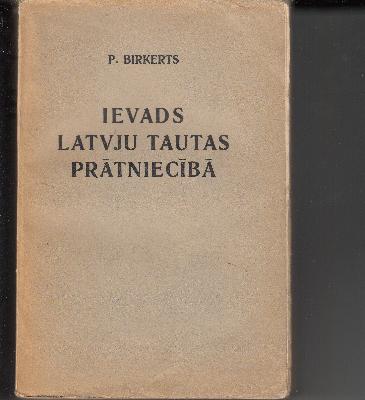 P. BIRKERTS
IEVADS
LATVJU TAUTAS
PRĀTNIECĪBĀ